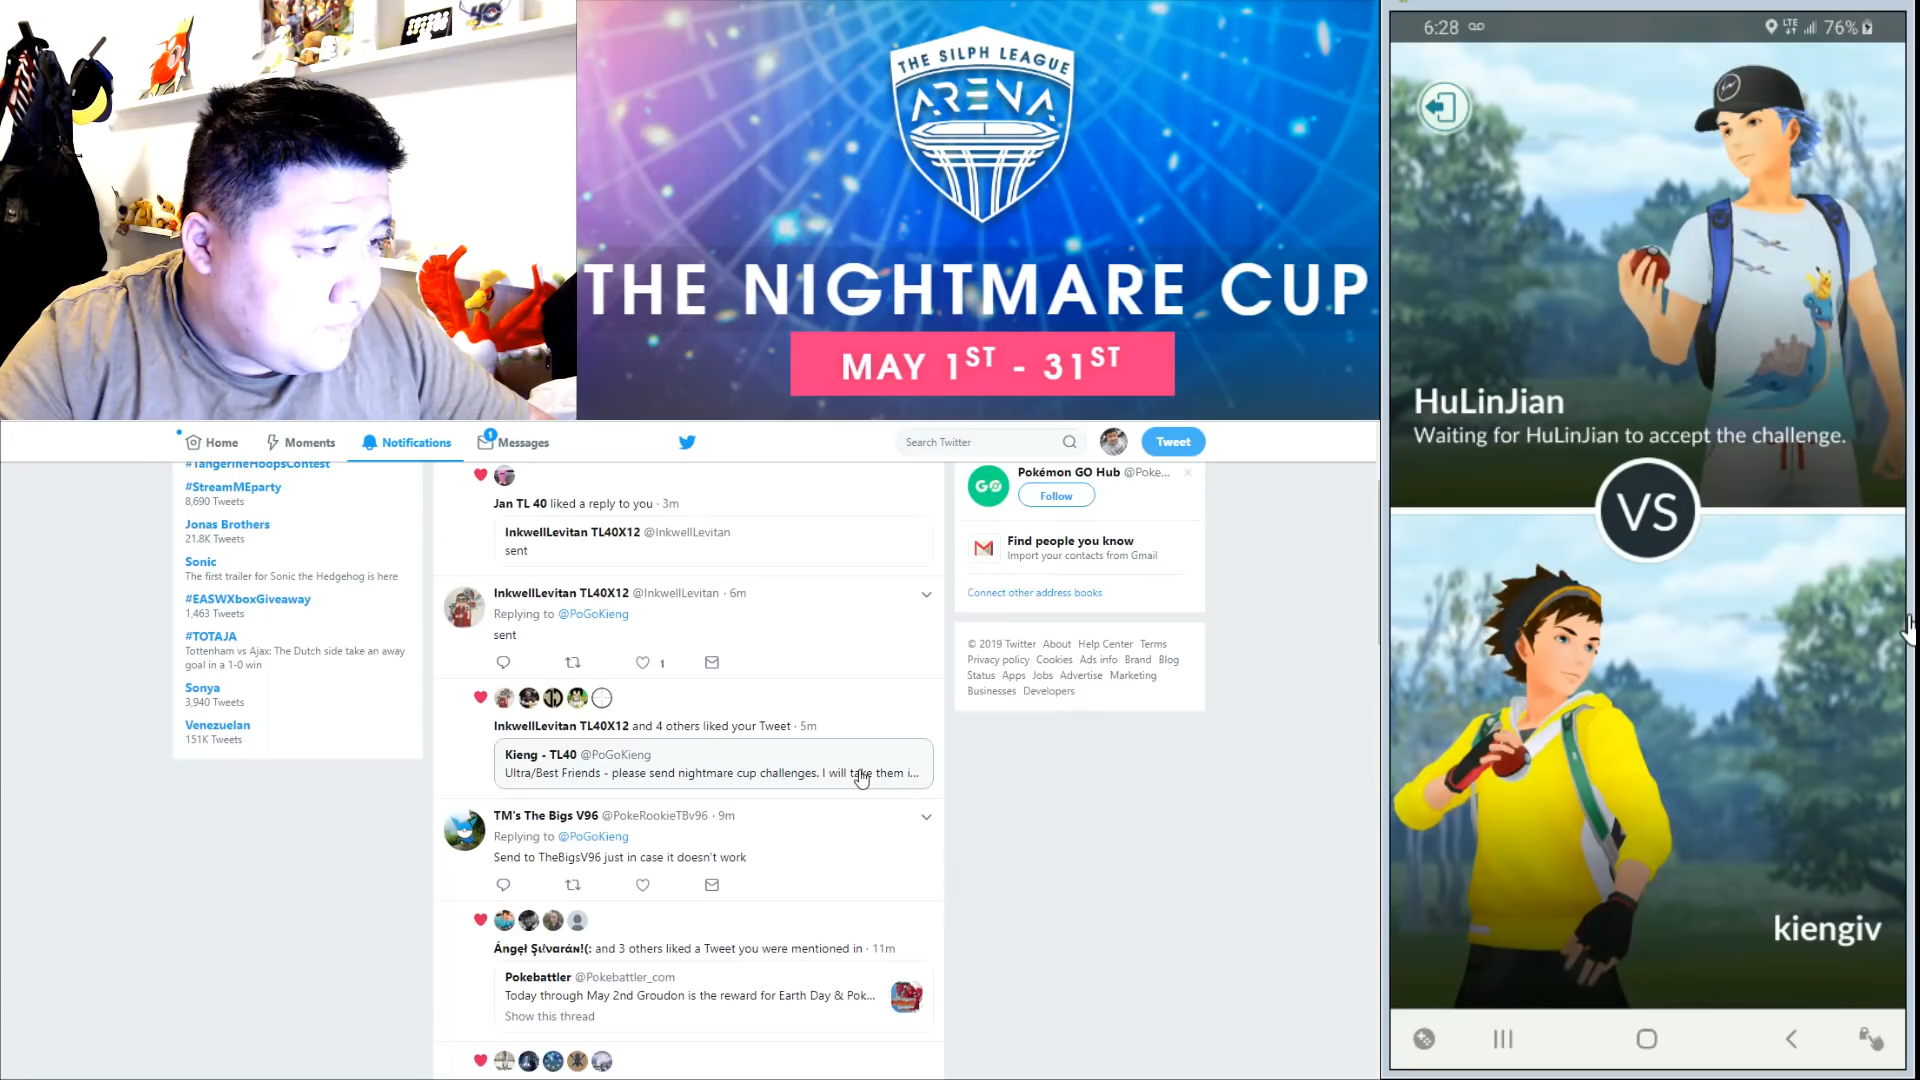 THE SILPH LEAGUE
ARENA
THE NIGHTMARE CUP
MAY 1ST - 31ST
Home
Moments
Notifications
1
Messages
Search Twitter
Tweet
#TangerineHoopsContest
#StreamMEparty
8,690 Tweets
Jonas Brothers
21.8K Tweets
Sonic
The first trailer for Sonic the Hedgehog is here
#EASWXboxGiveaway
1,463 Tweets
#TOTAJA
Tottenham vs Ajax: The Dutch side take an away
goal in a 1-0 win
Sonya
3,940 Tweets
Venezuelan
151K Tweets
Jan TL 40 liked a reply to you · 3m
InkwellLevitan TL40X12 @InkwellLevitan
sent
InkwellLevitan TL40X12 @InkwellLevitan · 6m
Replying to @PoGoKieng
sent
1
InkwellLevitan TL40X12 and 4 others liked your Tweet · 5m
Kieng - TL40 @PoGoKieng
Ultra/Best Friends - please send nightmare cup challenges. I will take them i...
TM's The Bigs V96 @PokeRookieTBv96 · 9m
Replying to @PoGoKieng
Send to TheBigsV96 just in case it doesn't work
and 3 others liked a Tweet you were mentioned in · 11m
Pokebattler @Pokebattler_com
Today through May 2nd Groudon is the reward for Earth Day & Pok...
Show this thread
GO
Pokémon GO Hub @Poke...
Follow
Find people you know
Import your contacts from Gmail
Connect other address books
© 2019 Twitter About Help Center Terms
Privacy policy Cookies Ads info Brand Blog
Status Apps Jobs Advertise Marketing
Businesses Developers
6:28
LTE
76%
HuLinJian
Waiting for HuLinJian to accept the challenge.
VS
kiengiv